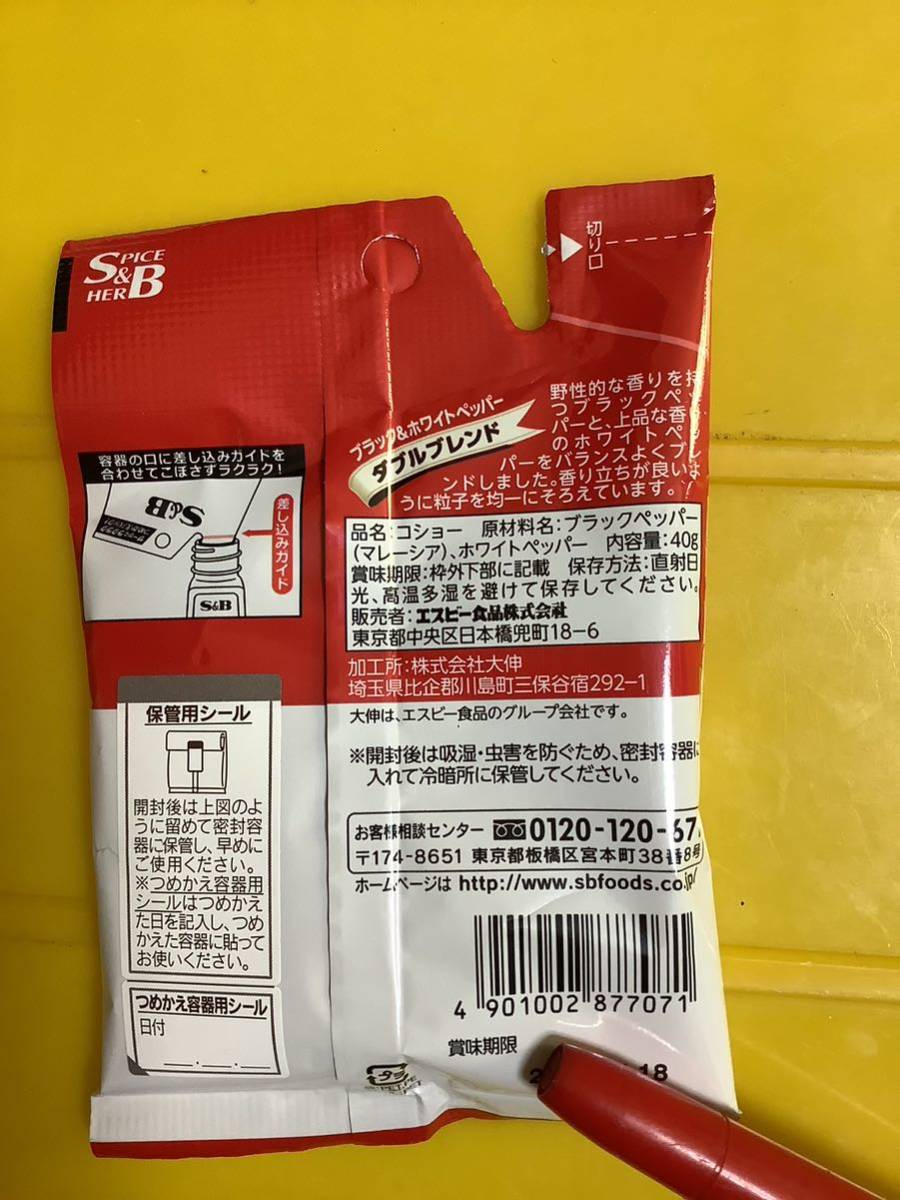 SPICE
&
HERB
切り口
ブラック&ホワイトペッパー
ダブルブレンド
野性的な香りを持
つブラックペッ
パーと、上品な香り
のホワイトペッ
パーをバランスよくブレ
ンドしました。香り立ちが良いよ
うに粒子を均一にそろえています。
容器の口に差し込みガイドを
合わせてこぼさずラクラク!
S&B
差し込みガイド
S&B
品名:コショー 原材料名:ブラックペッパー
(マレーシア)、ホワイトペッパー 内容量:40g
賞味期限:枠外下部に記載 保存方法:直射日
光、高温多湿を避けて保存してください。
販売者:エスビー食品株式会社
東京都中央区日本橋兜町18-6
加工所:株式会社大伸
埼玉県比企郡川島町三保谷宿292-1
大伸は、エスビー食品のグループ会社です。
※開封後は吸湿・虫害を防ぐため、密封容器に
入れて冷暗所に保管してください。
お客様相談センター 0120-120-67
〒174-8651 東京都板橋区宮本町38番8号
ホームページは http://www.sbfoods.co.jp/
保管用シール
開封後は上図のよ
うに留めて密封容
器に保管し、早めに
ご使用ください。
※つめかえ容器用
シールはつめかえ
た日を記入し、つめ
かえた容器に貼って
お使いください。
つめかえ容器用シール
日付
4 901002 877071
賞味期限
2 18
プラ